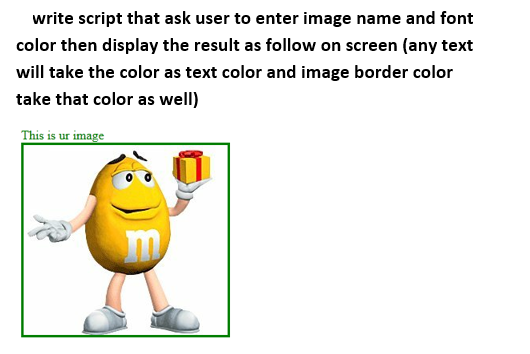 write script that ask user to enter image name and font
color then display the result as follow on screen (any text
will take the color as text color and image border color
take that color as well)
This is ur image
m